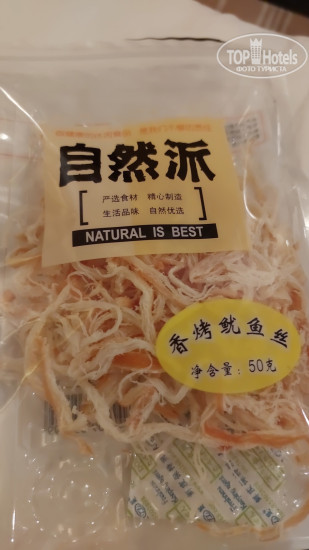 TOP Hotels
ФОТО ТУРИСТА
自然派
严选食材 精心制造
生活品味 自然优选
NATURAL IS BEST
香烤鱿鱼丝
净含量：50克